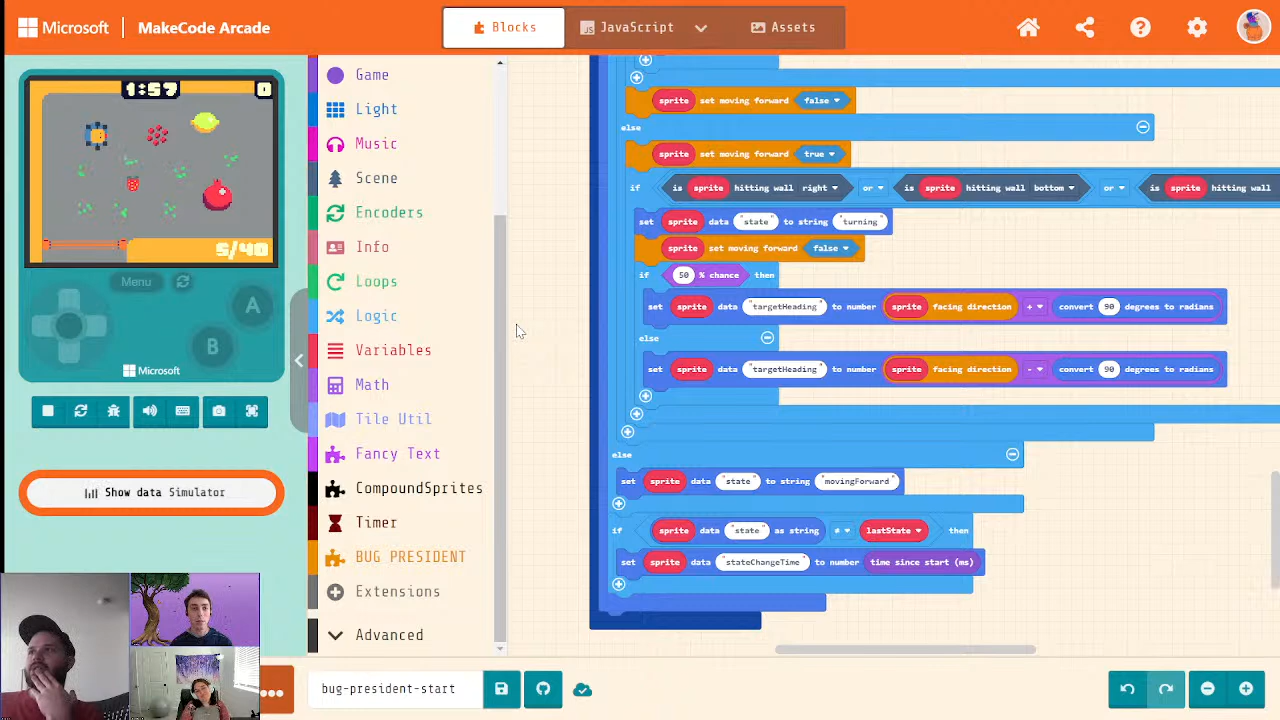 Microsoft
MakeCode Arcade
Blocks
JavaScript
Assets
1:57
0
5/40
Menu
A
B
Microsoft
Show data Simulator
Game
Light
Music
Scene
Encoders
Info
Loops
Logic
Variables
Math
Tile Util
Fancy Text
CompoundSprites
Timer
BUG PRESIDENT
Extensions
Advanced
sprite set moving forward false
else
sprite set moving forward true
if is sprite hitting wall right or is sprite hitting wall bottom or is sprite hitting wall
set sprite data "state" to string "turning"
sprite set moving forward false
if 50 % chance then
set sprite data "targetHeading" to number sprite facing direction + convert 90 degrees to radians
else
set sprite data "targetHeading" to number sprite facing direction - convert 90 degrees to radians
else
set sprite data "state" to string "movingForward"
if sprite data "state" as string ≠ lastState then
set sprite data "stateChangeTime" to number time since start (ms)
bug-president-start